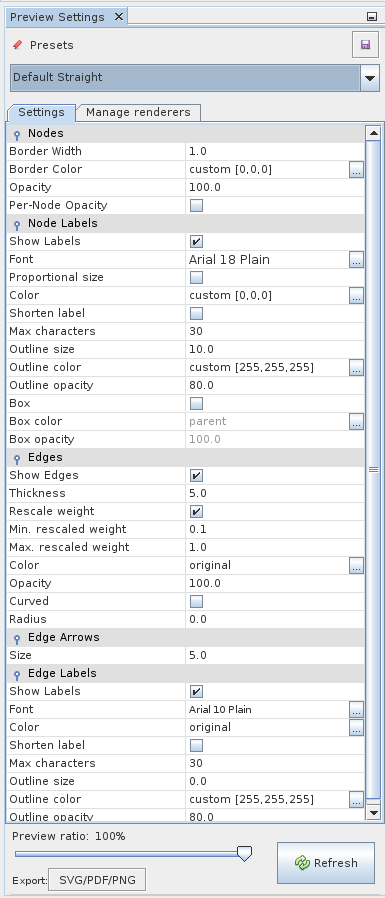 Preview Settings
Presets
Default Straight
Settings Manage renderers
Nodes
Border Width 1.0
Border Color custom [0,0,0] ...
Opacity 100.0
Per-Node Opacity
Node Labels
Show Labels
Font Arial 18 Plain ...
Proportional size
Color custom [0,0,0] ...
Shorten label
Max characters 30
Outline size 10.0
Outline color custom [255,255,255] ...
Outline opacity 80.0
Box
Box color parent ...
Box opacity 100.0
Edges
Show Edges
Thickness 5.0
Rescale weight
Min. rescaled weight 0.1
Max. rescaled weight 1.0
Color original ...
Opacity 100.0
Curved
Radius 0.0
Edge Arrows
Size 5.0
Edge Labels
Show Labels
Font Arial 10 Plain ...
Color original ...
Shorten label
Max characters 30
Outline size 0.0
Outline color custom [255,255,255] ...
Outline opacity 80.0
Preview ratio: 100%
Refresh
Export: SVG/PDF/PNG